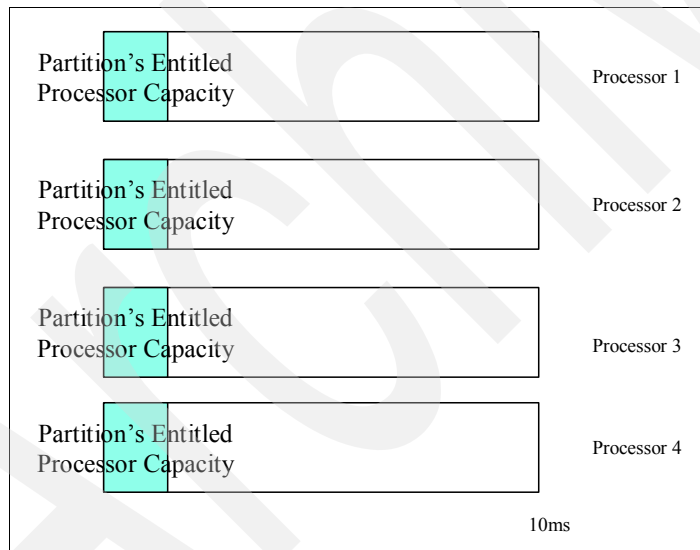 Partition's Entitled
Processor Capacity
Processor 1
Partition's Entitled
Processor Capacity
Processor 2
Partition's Entitled
Processor Capacity
Processor 3
Partition's Entitled
Processor Capacity
Processor 4
10ms